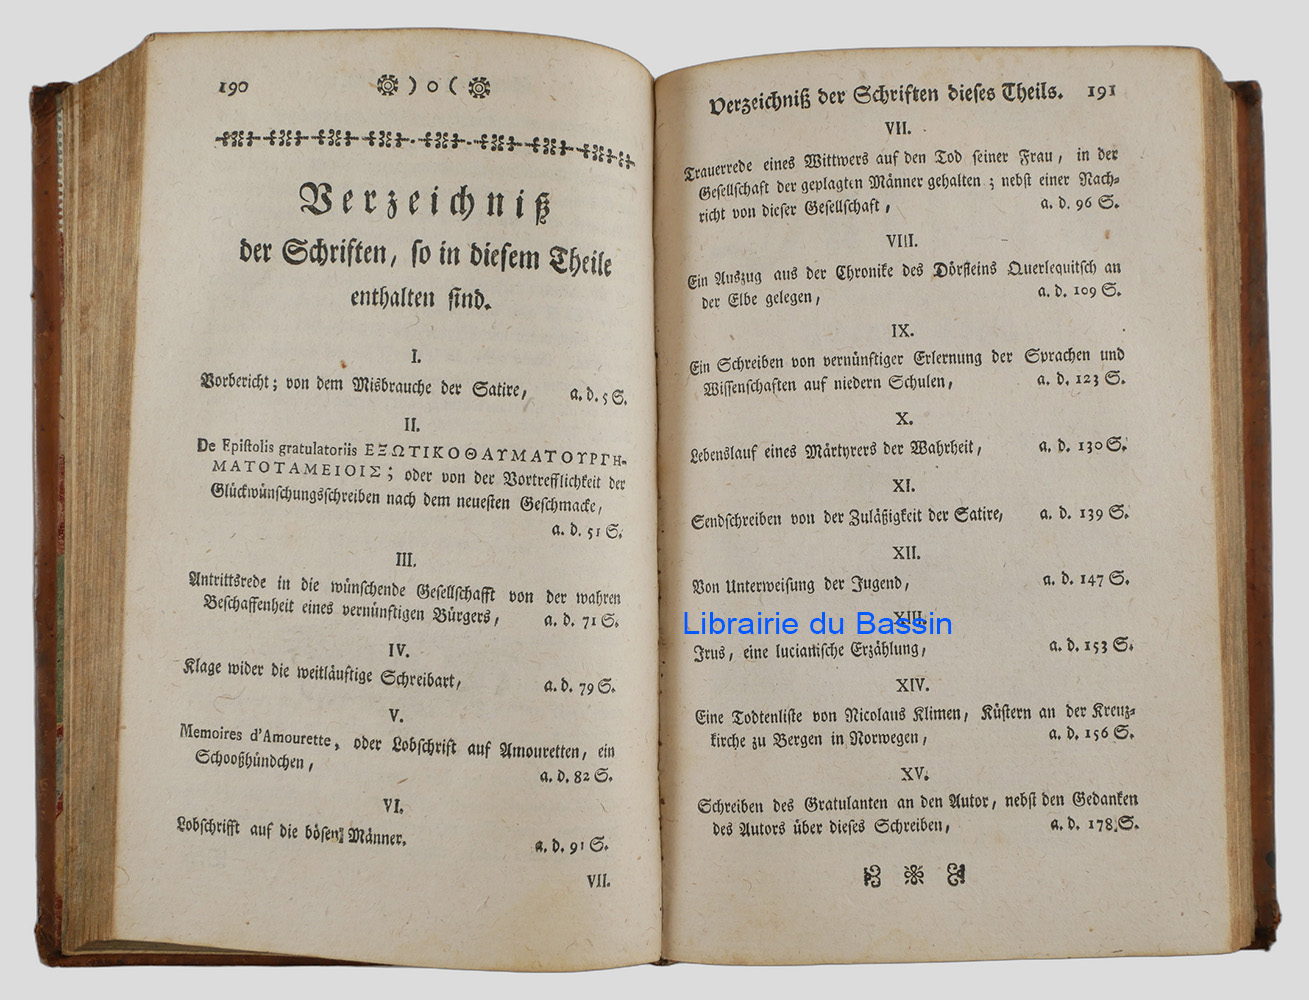 190 ) o (
Verzeichniß
der Schriften, so in diesem Theile
enthalten sind.
I.
Vorbericht; von dem Misbrauche der Satire, a. d. 5 S.
II.
De Epistolis gratulatoriis ΕΞΩΤΙΚΟΘΑΥΜΑΤΟΥΡΓΗ-
ΜΑΤΟΤΑΜΕΙΟΙΣ; oder von der Vortrefflichkeit der
Glückwünschungsschreiben nach dem neuesten Geschmacke,
a. d. 51 S.
III.
Antrittsrede in die wünschende Gesellschafft von der wahren
Beschaffenheit eines vernünftigen Bürgers, a. d. 71 S.
IV.
Klage wider die weitläuftige Schreibart, a. d. 79 S.
V.
Memoires d'Amourette, oder Lobschrift auf Amouretten, ein
Schooßhündchen, a. d. 82 S.
VI.
Lobschrifft auf die bösen Männer. a. d. 91 S.
VII.
Verzeichniß der Schriften dieses Theils. 191
VII.
Trauerrede eines Wittwers auf den Tod seiner Frau, in der
Gesellschaft der geplagten Männer gehalten; nebst einer Nach-
richt von dieser Gesellschaft, a. d. 96 S.
VIII.
Ein Auszug aus der Chronike des Dörfleins Querlequitsch an
der Elbe gelegen, a. d. 109 S.
IX.
Ein Schreiben von vernünftiger Erlernung der Sprachen und
Wissenschaften auf niedern Schulen, a. d. 123 S.
X.
Lebenslauf eines Märtyrers der Wahrheit, a. d. 130 S.
XI.
Sendschreiben von der Zuläßigkeit der Satire, a. d. 139 S.
XII.
Von Unterweisung der Jugend, a. d. 147 S.
XIII.
Librairie du Bassin
Irus, eine lucianische Erzählung, a. d. 153 S.
XIV.
Eine Todtenliste von Nicolaus Klimen, Küstern an der Kreuz-
kirche zu Bergen in Norwegen, a. d. 156 S.
XV.
Schreiben des Gratulanten an den Autor, nebst den Gedanken
des Autors über dieses Schreiben, a. d. 178 S.